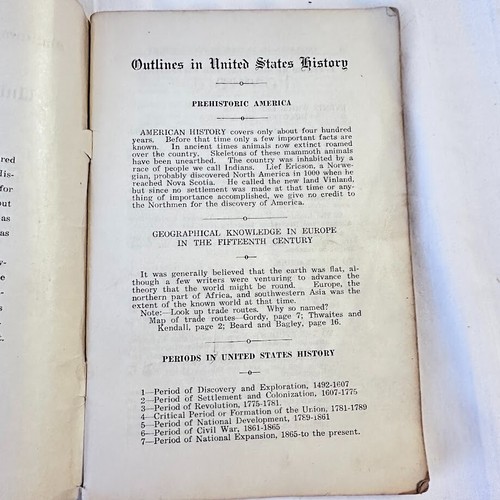 Outlines in United States History
PREHISTORIC AMERICA
AMERICAN HISTORY covers only about four hundred
years. Before that time only a few important facts are
known. In ancient times animals now extinct roamed
over the country. Skeletons of these mammoth animals
have been unearthed. The country was inhabited by a
race of people we call Indians. Lief Ericson, a Norwe-
gian, probably discovered North America in 1000 when he
reached Nova Scotia. He called the new land Vinland,
but since no settlement was made at that time or any-
thing of importance accomplished, we give no credit to
the Northmen for the discovery of America.
GEOGRAPHICAL KNOWLEDGE IN EUROPE
IN THE FIFTEENTH CENTURY
It was generally believed that the earth was flat, al-
though a few writers were venturing to advance the
theory that the world might be round. Europe, the
northern part of Africa, and southwestern Asia was the
extent of the known world at that time.
Note:—Look up trade routes. Why so named?
Map of trade routes—Gordy, page 7; Thwaites and
Kendall, page 2; Beard and Bagley, page 16.
PERIODS IN UNITED STATES HISTORY
1—Period of Discovery and Exploration, 1492-1607
2—Period of Settlement and Colonization, 1607-1775
3—Period of Revolution, 1775-1781.
4—Critical Period or Formation of the Union, 1781-1789
5—Period of National Development, 1789-1861
6—Period of Civil War, 1861-1865
7—Period of National Expansion, 1865-to the present.